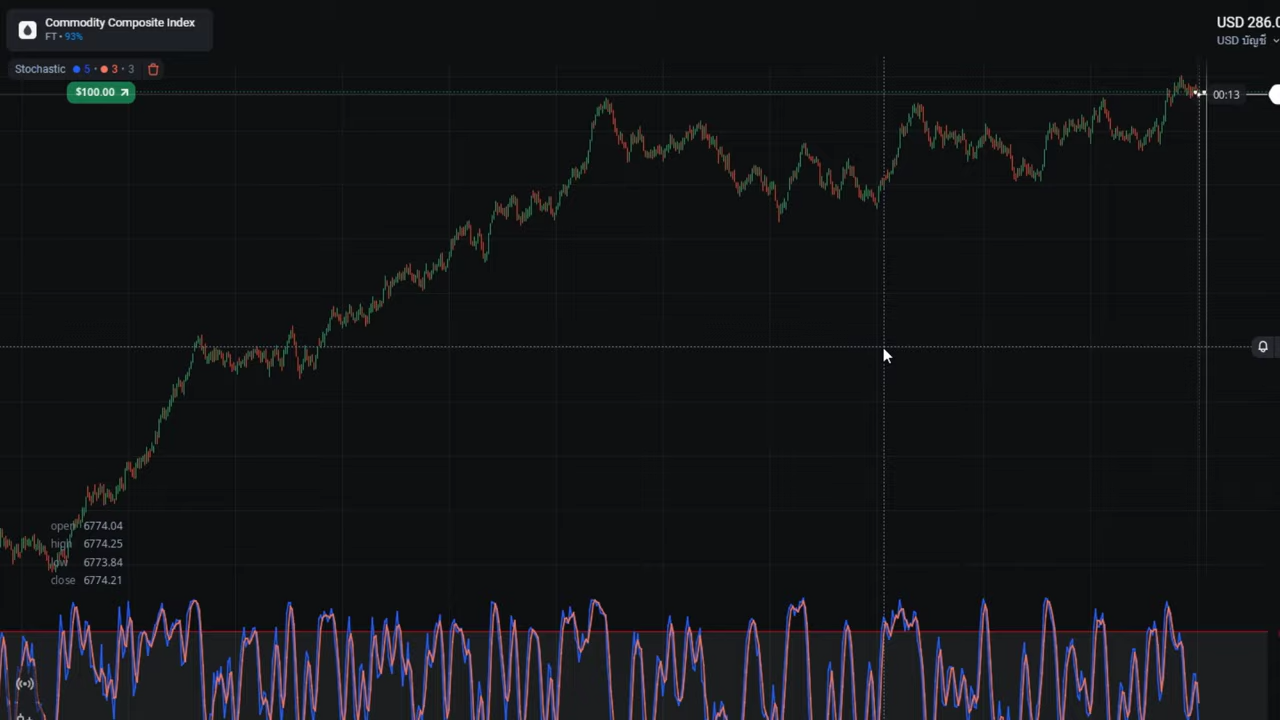 Commodity Composite Index
FT • 93%
USD 286.0
USD บัญชี
Stochastic 5 • 3 • 3
$100.00
00:13
open 6774.04
high 6774.25
low 6773.84
close 6774.21